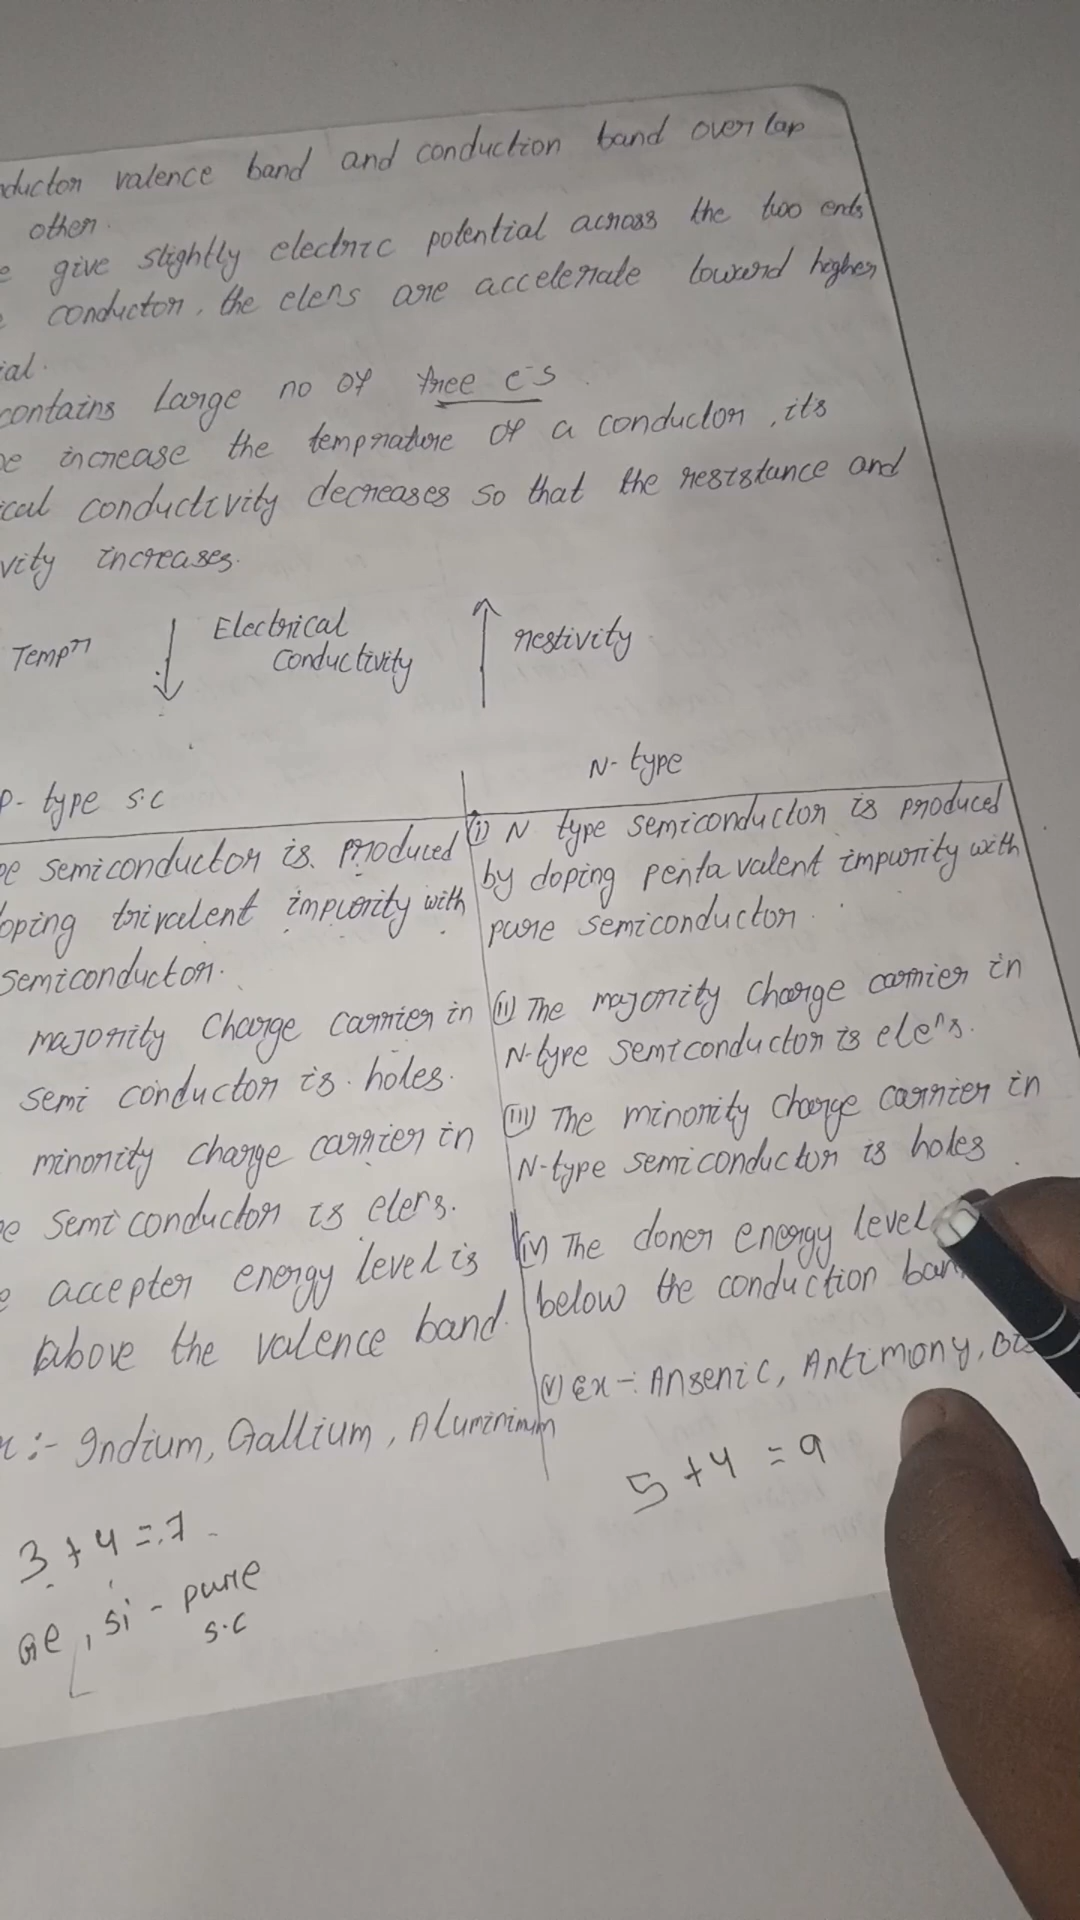 ductor valence band and conduction band overlap
other.
give slightly electric potential across the two ends
conductor, the elens are accelerate toward higher
ial.
contains Large no of free e-s
increase the temprature of a conductor, its
ical conductivity decreases so that the resistance and
vity increases.
Tempr ↓ Electrical Conductivity ↑ restivity
P-type s.c
pe semiconductor is produced
oping trivalent impurity with
semiconductor.
majority Charge carrier in
semi conductor is holes.
minority charge carrier in
pe Semi conductor is elens.
accepter energy level is
above the valence band.
:- Indium, Gallium, Aluminimum
3 + 4 = 7
Ge, si - pure
s.c
N-type
(i) N type semiconductor is produced
by doping penta valent impurity with
pure semiconductor
(ii) The majority charge carrier in
N-type semiconductor is elens.
(iii) The minority charge carrier in
N-type semiconductor is holes
(iv) The doner energy level
below the conduction ban
(v) Ex-: Arsenic, Antimony, Bis
5 + 4 = 9